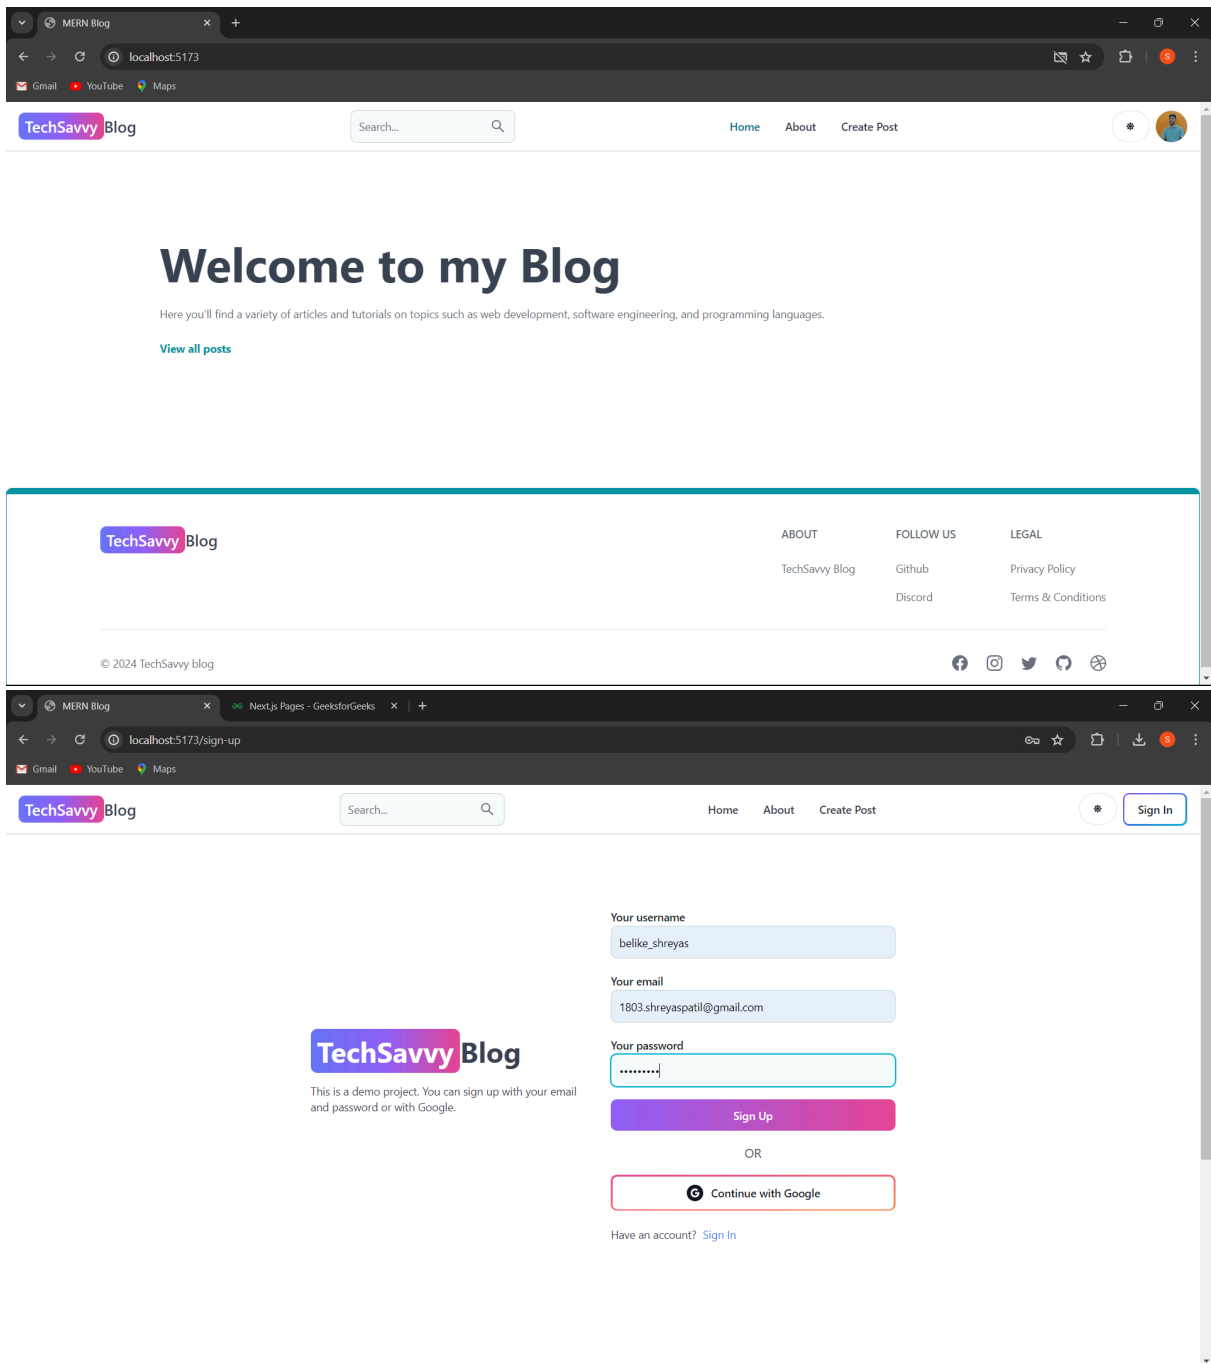 MERN Blog
localhost:5173
S
Gmail YouTube Maps
TechSavvy Blog Search... Home About Create Post
Welcome to my Blog
Here you'll find a variety of articles and tutorials on topics such as web development, software engineering, and programming languages.
View all posts
TechSavvy Blog
ABOUT FOLLOW US LEGAL
TechSavvy Blog Github Privacy Policy
Discord Terms & Conditions
© 2024 TechSavvy blog
MERN Blog Next.js Pages - GeeksforGeeks
localhost:5173/sign-up
S
Gmail YouTube Maps
TechSavvy Blog Search... Home About Create Post Sign In
Your username
belike_shreyas
Your email
1803.shreyaspatil@gmail.com
Your password
•••••••••
TechSavvy Blog
This is a demo project. You can sign up with your email
and password or with Google.
Sign Up
OR
G Continue with Google
Have an account? Sign In